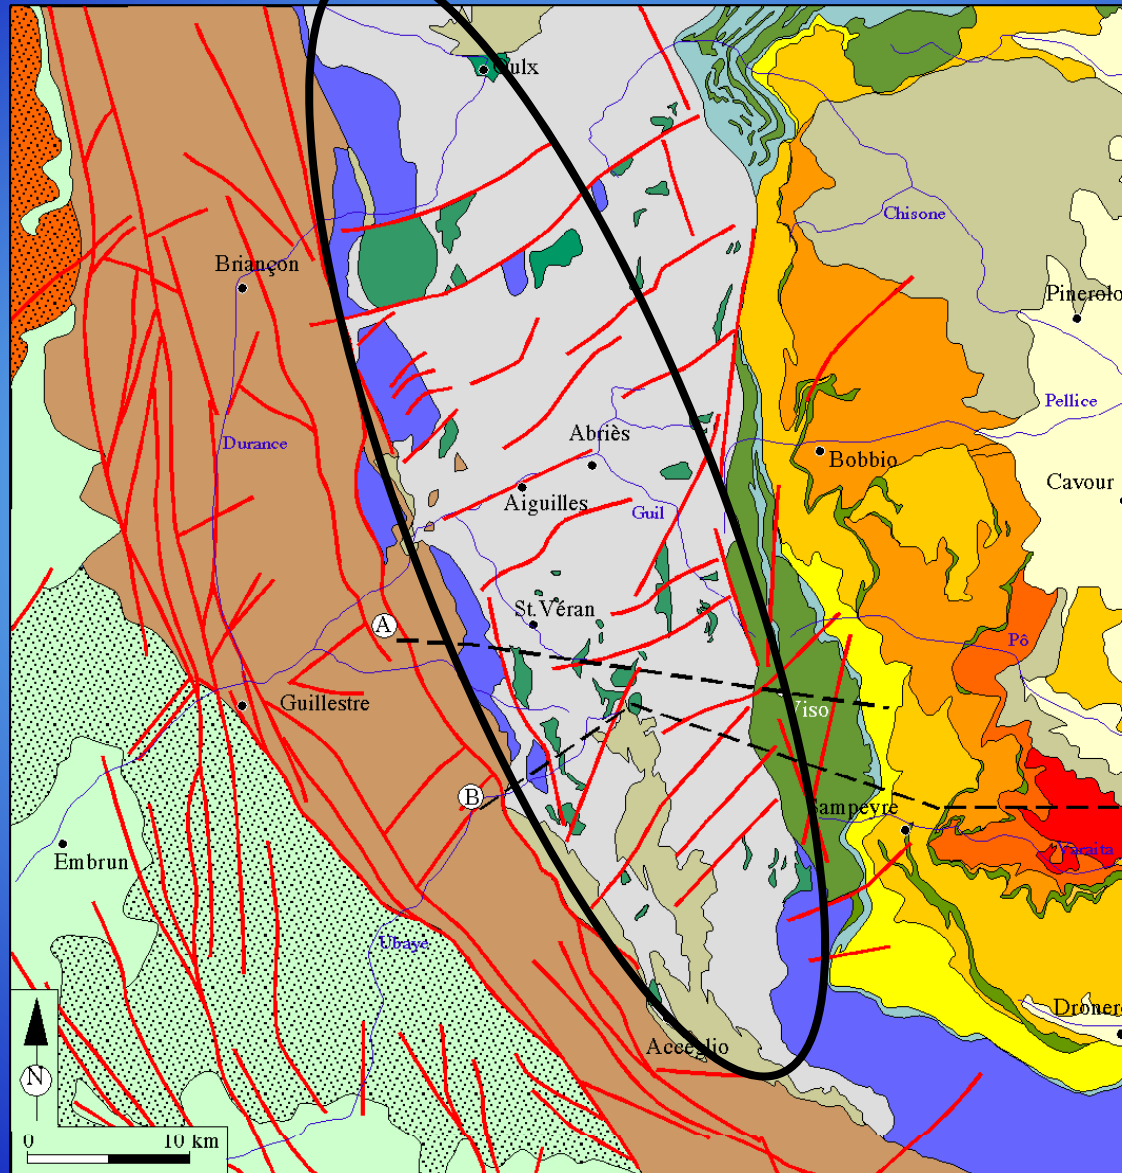 Oulx
Chisone
Briançon
Pinerolo
Pellice
Durance
Abriès
Bobbio
Aiguilles
Cavour
Guil
St.Véran
A
Pô
Guillestre
Viso
B
Sampeyre
Embrun
Varaita
Ubaye
Dronero
Acceglio
N
0 10 km